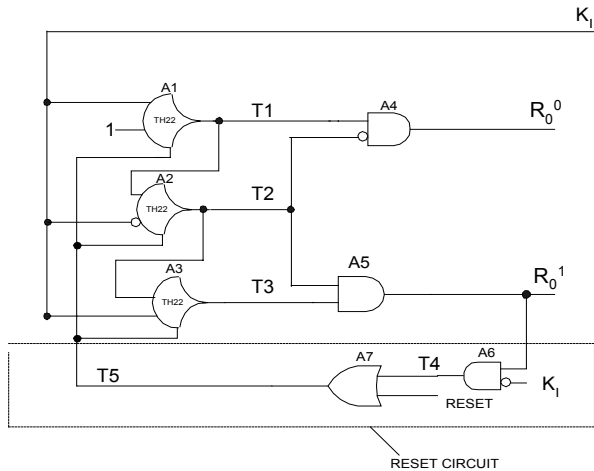 K_I
A1
TH22
1
T1
A4
R_0^0
A2
TH22
T2
A3
TH22
T3
A5
R_0^1
T5
A7
T4
A6
K_I
RESET
RESET CIRCUIT